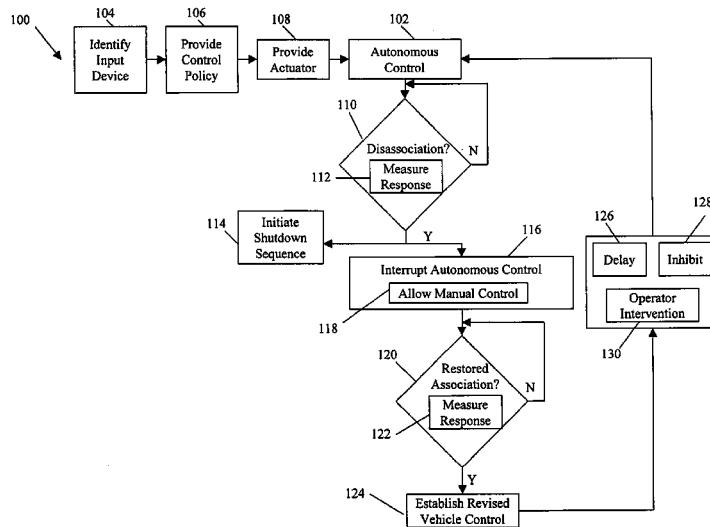 100
104
Identify
Input
Device
106
Provide
Control
Policy
108
Provide
Actuator
102
Autonomous
Control
110
Disassociation?
N
112
Measure
Response
Y
114
Initiate
Shutdown
Sequence
116
Interrupt Autonomous Control
118
Allow Manual Control
120
Restored
Association?
N
122
Measure
Response
Y
124
Establish Revised
Vehicle Control
126
Delay
128
Inhibit
Operator
Intervention
130